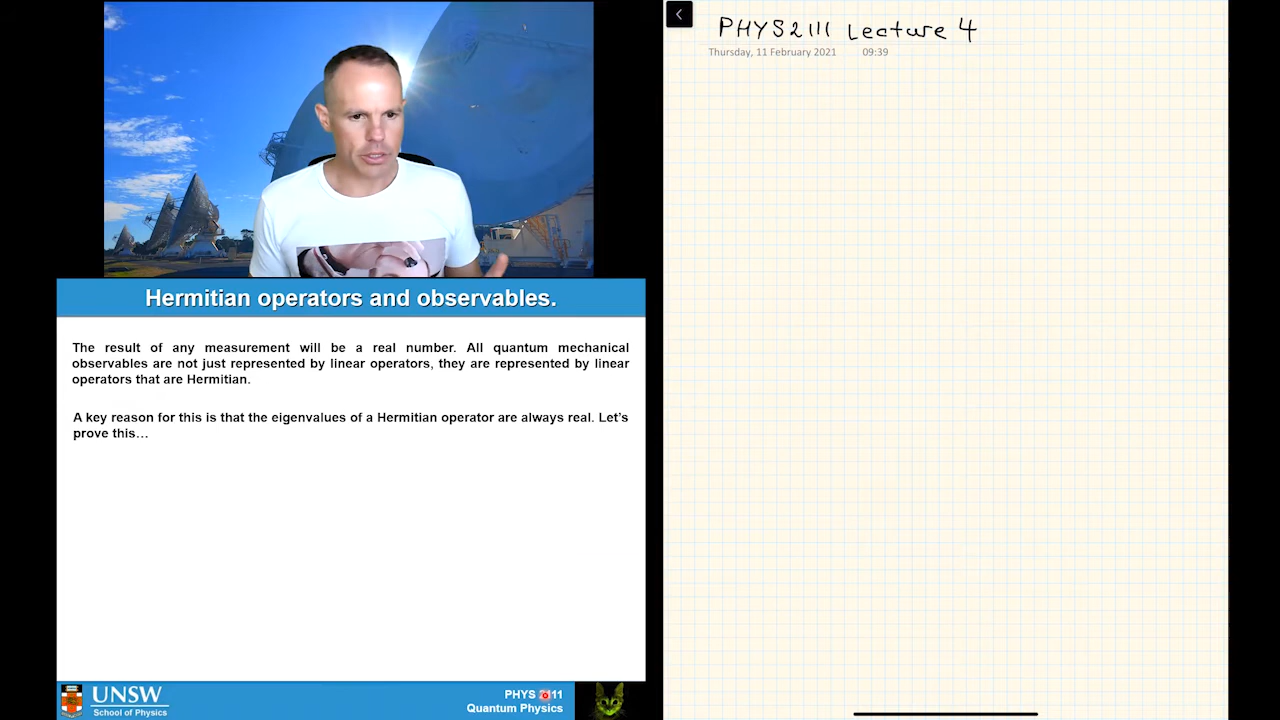 PHYS2111 Lecture 4
Thursday, 11 February 2021 09:39
Hermitian operators and observables.
The result of any measurement will be a real number. All quantum mechanical
observables are not just represented by linear operators, they are represented by linear
operators that are Hermitian.
A key reason for this is that the eigenvalues of a Hermitian operator are always real. Let's
prove this…
UNSW
School of Physics
PHYS 2111
Quantum Physics